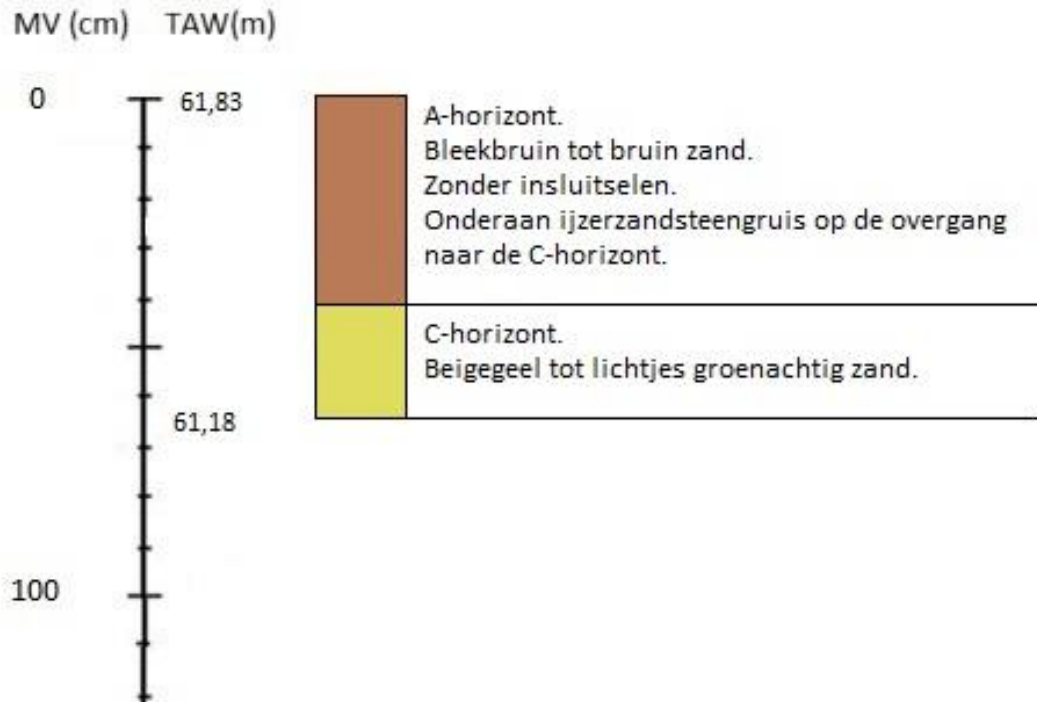 MV (cm) TAW(m)
0 61,83
A-horizont.
Bleekbruin tot bruin zand.
Zonder insluitselen.
Onderaan ijzerzandsteengruis op de overgang
naar de C-horizont.
C-horizont.
Beigegeel tot lichtjes groenachtig zand.
61,18
100